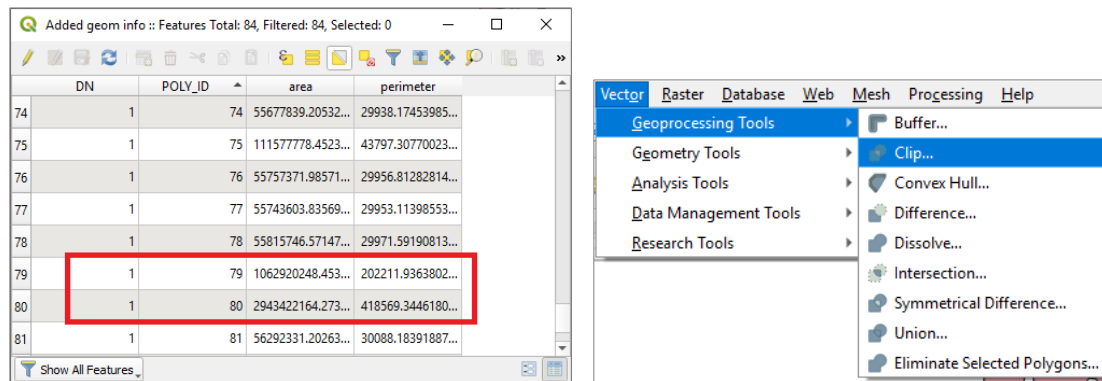 Added geom info :: Features Total: 84, Filtered: 84, Selected: 0
DN POLY_ID area perimeter
74 1 74 55677839.20532... 29938.17453985...
75 1 75 111577778.4523... 43797.30770023...
76 1 76 55757371.98571... 29956.81282814...
77 1 77 55743603.83569... 29953.11398553...
78 1 78 55815746.57147... 29971.59190813...
79 1 79 1062920248.453... 202211.9363802...
80 1 80 2943422164.273... 418569.3446180...
81 1 81 56292331.20263... 30088.18391887...
Show All Features
Vector Raster Database Web Mesh Processing Help
Geoprocessing Tools
Geometry Tools
Analysis Tools
Data Management Tools
Research Tools
Buffer...
Clip...
Convex Hull...
Difference...
Dissolve...
Intersection...
Symmetrical Difference...
Union...
Eliminate Selected Polygons...